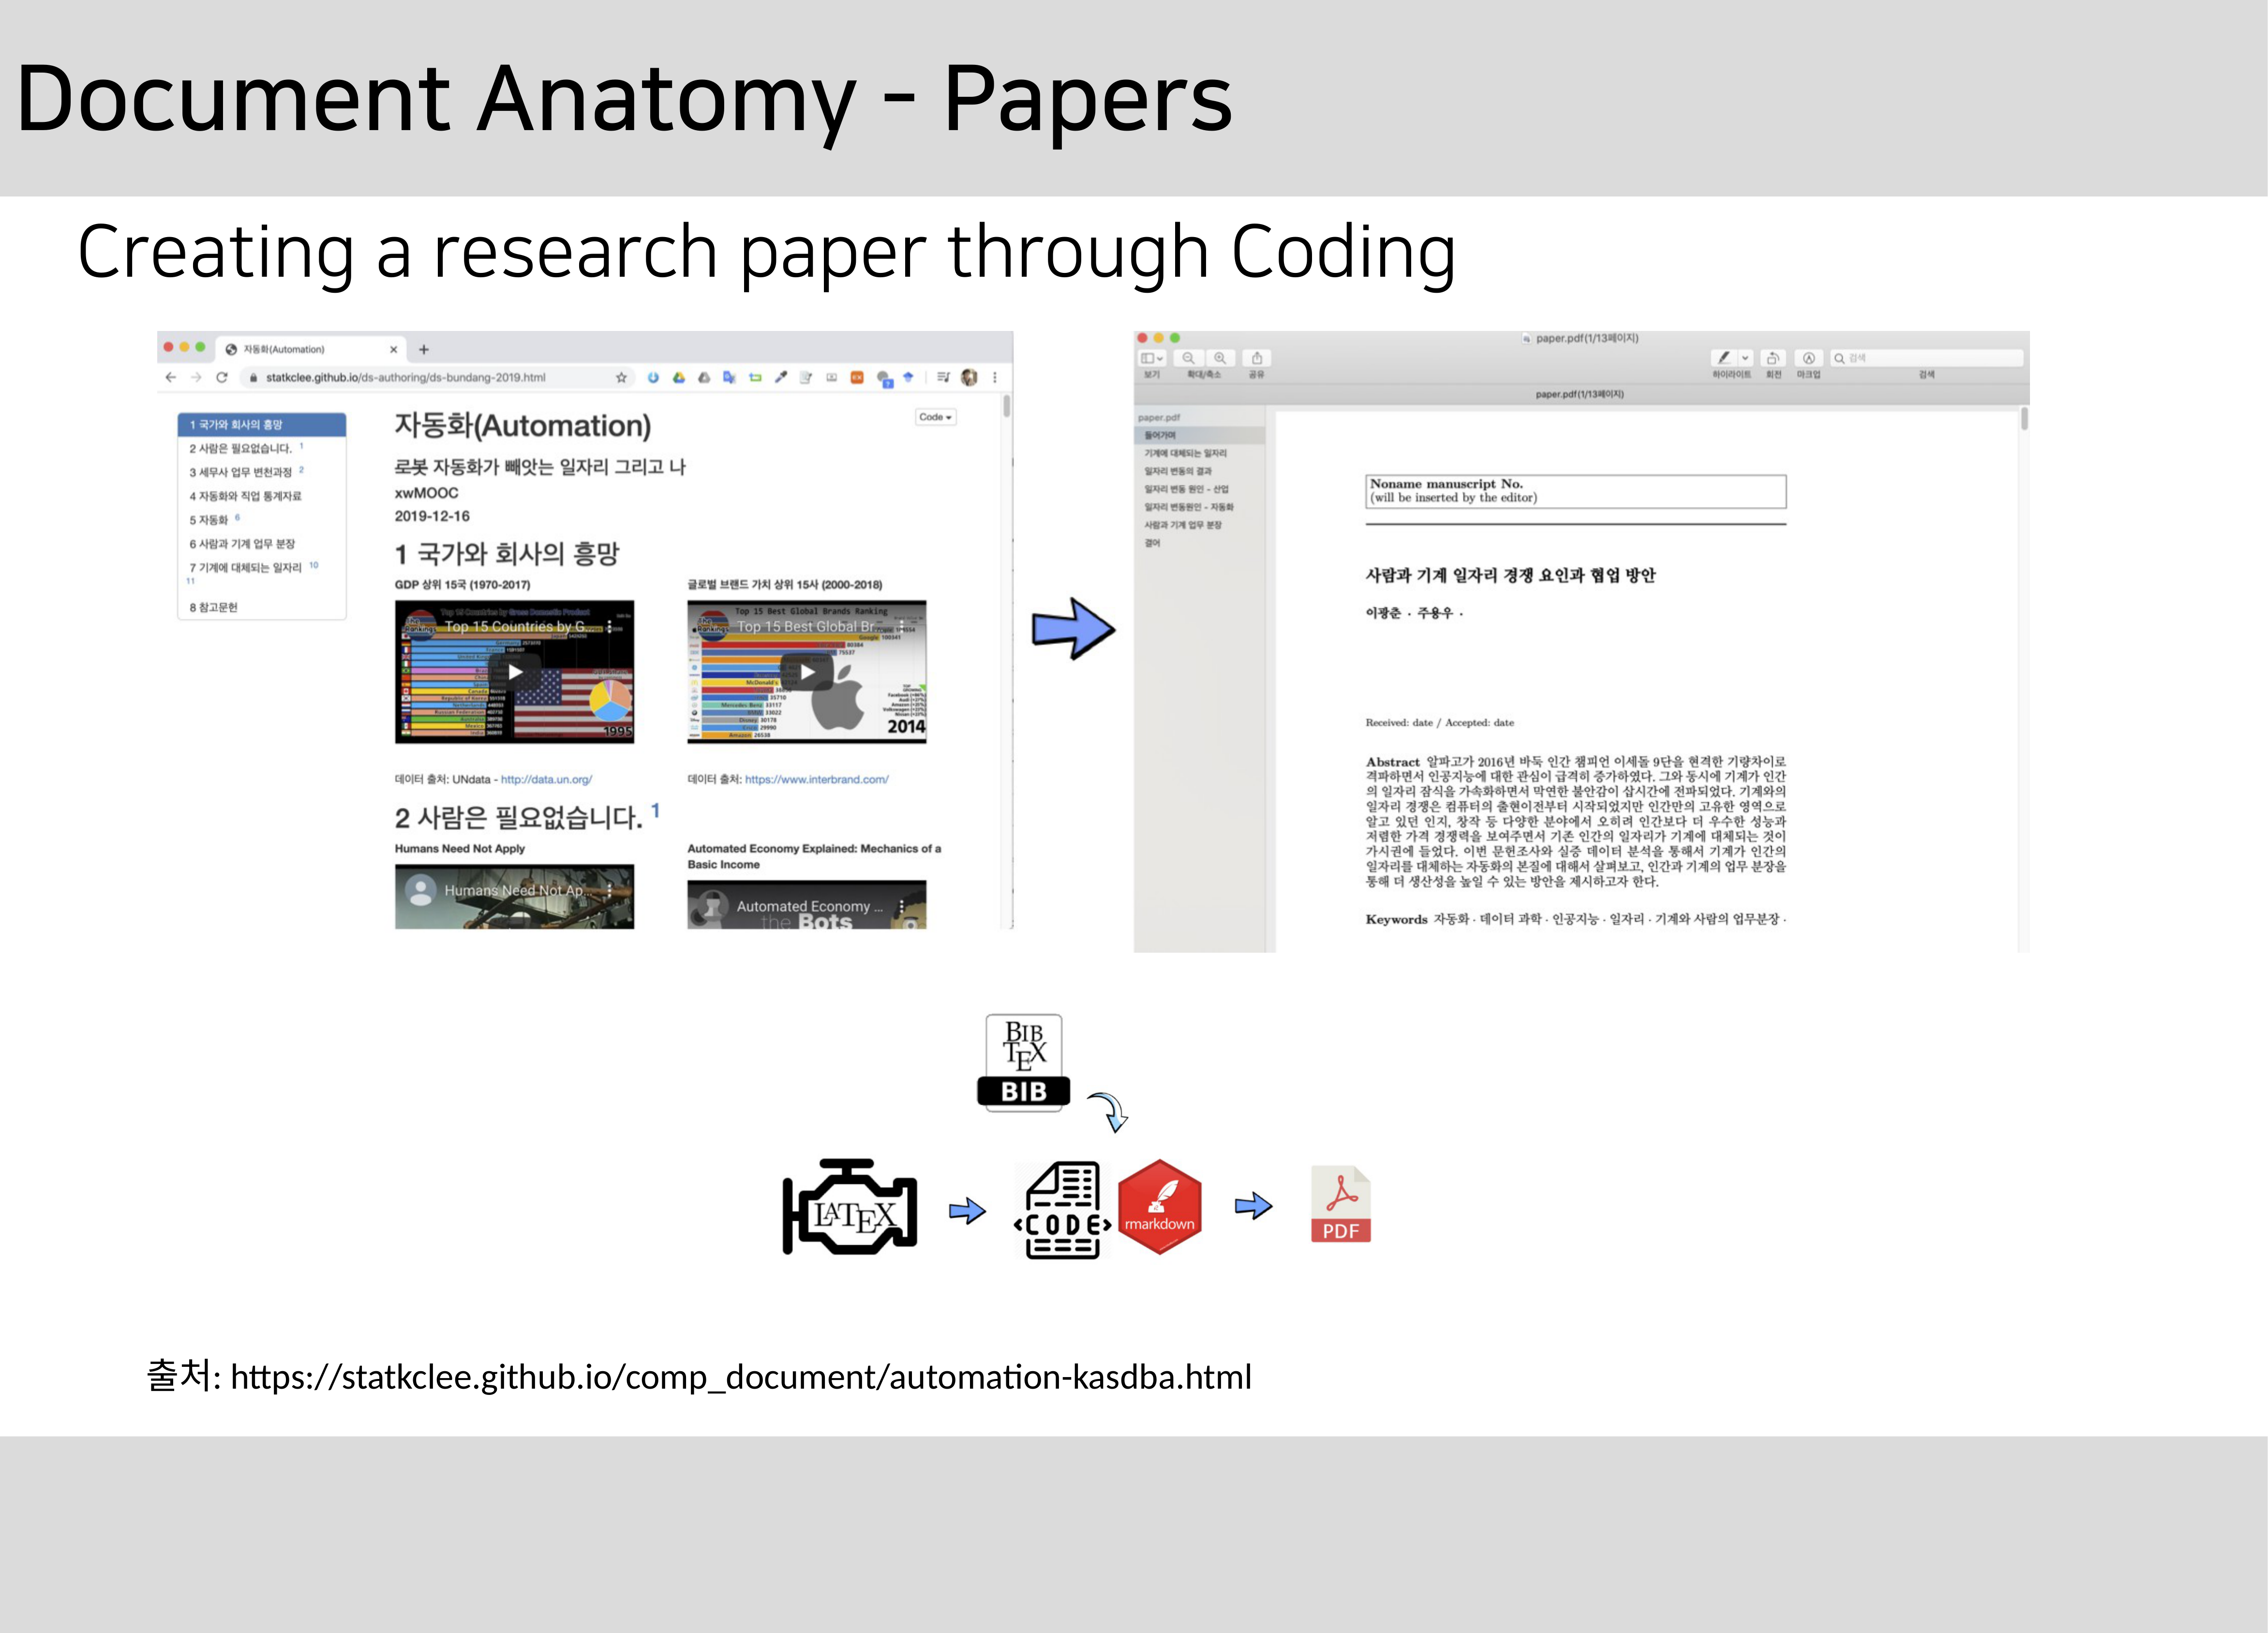 Document Anatomy - Papers
Creating a research paper through Coding
자동화(Automation)
statkclee.github.io/ds-authoring/ds-bundang-2019.html
1 국가와 회사의 흥망
2 사람은 필요없습니다. 1
3 세무사 업무 변천과정 2
4 자동화와 직업 통계자료
5 자동화 6
6 사람과 기계 업무 분장
7 기계에 대체되는 일자리 10
11
8 참고문헌
Code
자동화(Automation)
로봇 자동화가 빼앗는 일자리 그리고 나
xwMOOC
2019-12-16
1 국가와 회사의 흥망
GDP 상위 15국 (1970-2017)
Top 15 Countries by G...
1995
데이터 출처: UNdata - http://data.un.org/
글로벌 브랜드 가치 상위 15사 (2000-2018)
Top 15 Best Global Brands Ranking
Top 15 Best Global Br...
2014
데이터 출처: https://www.interbrand.com/
2 사람은 필요없습니다. 1
Humans Need Not Apply
Humans Need Not Ap...
Automated Economy Explained: Mechanics of a
Basic Income
Automated Economy ...
the Bots
paper.pdf(1/13페이지)
보기 확대/축소 공유 하이라이트 회전 마크업 검색
검색
paper.pdf(1/13페이지)
paper.pdf
들어가며
기계에 대체되는 일자리
일자리 변동의 결과
일자리 변동 원인 - 산업
일자리 변동원인 - 자동화
사람과 기계 업무 분장
결어
Noname manuscript No.
(will be inserted by the editor)
사람과 기계 일자리 경쟁 요인과 협업 방안
이광춘 · 주용우 ·
Received: date / Accepted: date
Abstract 알파고가 2016년 바둑 인간 챔피언 이세돌 9단을 현격한 기량차이로
격파하면서 인공지능에 대한 관심이 급격히 증가하였다. 그와 동시에 기계가 인간
의 일자리 잠식을 가속화하면서 막연한 불안감이 삽시간에 전파되었다. 기계와의
일자리 경쟁은 컴퓨터의 출현이전부터 시작되었지만 인간만의 고유한 영역으로
알고 있던 인지, 창작 등 다양한 분야에서 오히려 인간보다 더 우수한 성능과
저렴한 가격 경쟁력을 보여주면서 기존 인간의 일자리가 기계에 대체되는 것이
가시권에 들었다. 이번 문헌조사와 실증 데이터 분석을 통해서 기계가 인간의
일자리를 대체하는 자동화의 본질에 대해서 살펴보고, 인간과 기계의 업무 분장을
통해 더 생산성을 높일 수 있는 방안을 제시하고자 한다.
Keywords 자동화 · 데이터 과학 · 인공지능 · 일자리 · 기계와 사람의 업무분장 ·
BIB
TEX
BIB
LATEX
<CODE>
rmarkdown
PDF
출처: https://statkclee.github.io/comp_document/automation-kasdba.html